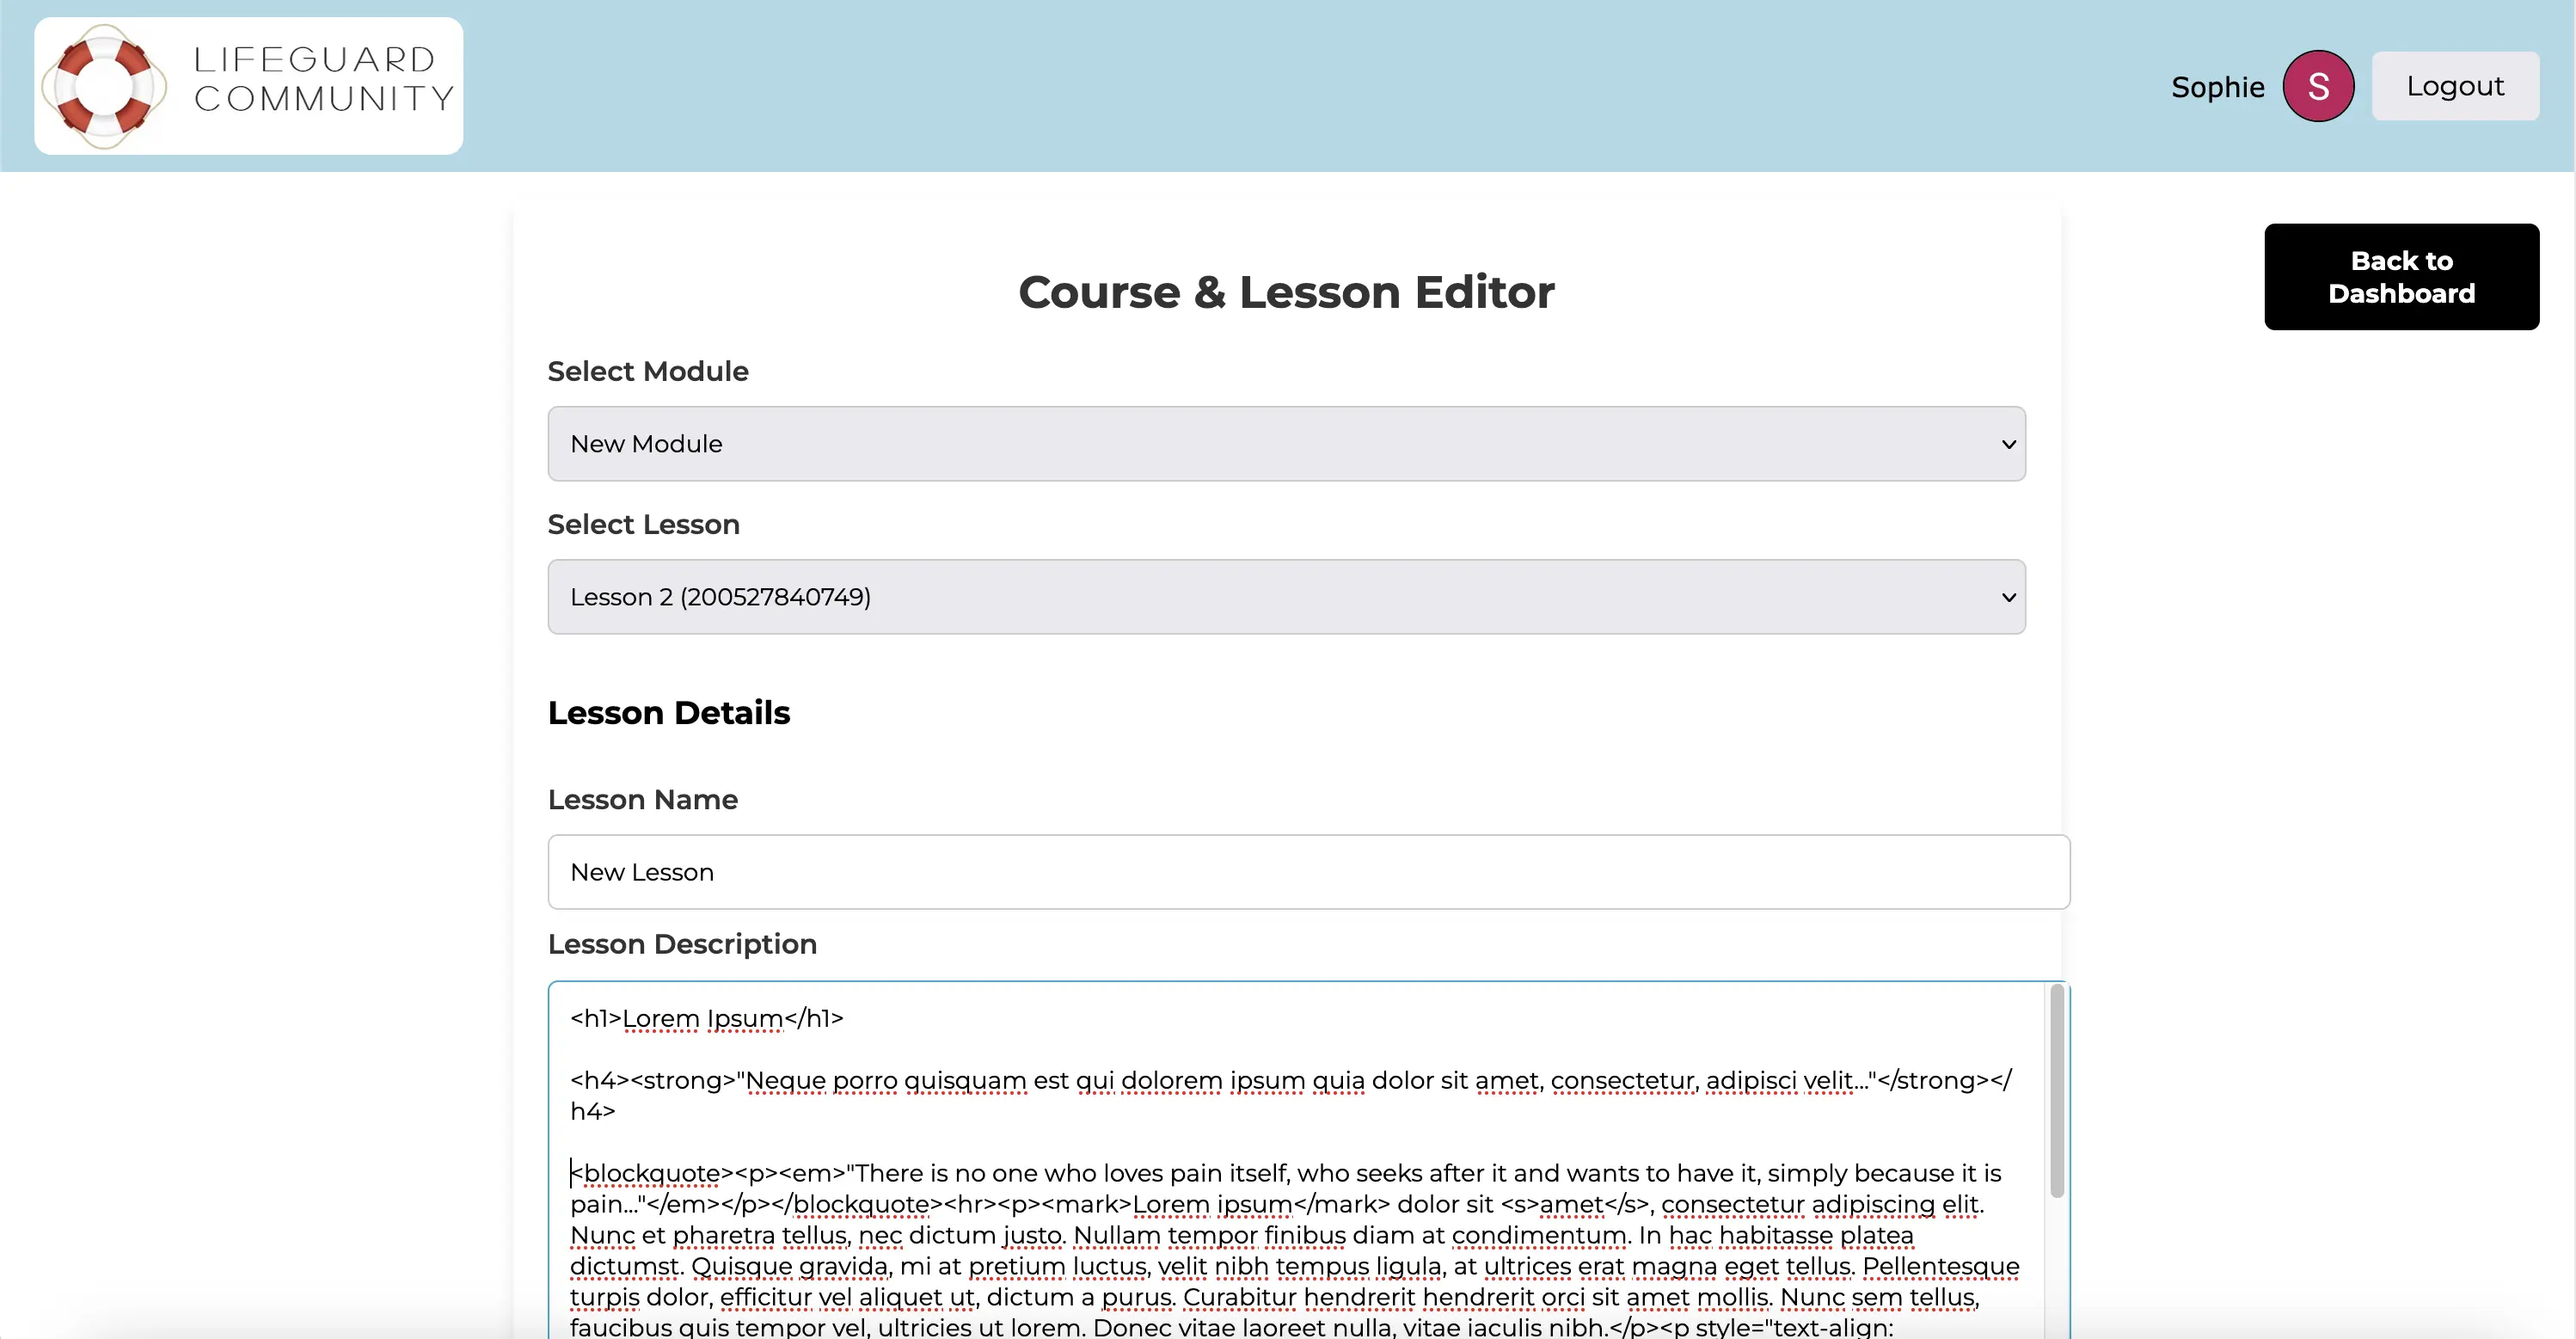 LIFEGUARD
COMMUNITY
Sophie
S
Logout
Back to
Dashboard
Course & Lesson Editor
Select Module
New Module
Select Lesson
Lesson 2 (200527840749)
Lesson Details
Lesson Name
New Lesson
Lesson Description
<h1>Lorem Ipsum</h1>
<h4><strong>"Neque porro quisquam est qui dolorem ipsum quia dolor sit amet, consectetur, adipisci velit..."</strong></
h4>
<blockquote><p><em>"There is no one who loves pain itself, who seeks after it and wants to have it, simply because it is
pain..."</em></p></blockquote><hr><p><mark>Lorem ipsum</mark> dolor sit <s>amet</s>, consectetur adipiscing elit.
Nunc et pharetra tellus, nec dictum justo. Nullam tempor finibus diam at condimentum. In hac habitasse platea
dictumst. Quisque gravida, mi at pretium luctus, velit nibh tempus ligula, at ultrices erat magna eget tellus. Pellentesque
turpis dolor, efficitur vel aliquet ut, dictum a purus. Curabitur hendrerit hendrerit orci sit amet mollis. Nunc sem tellus,
faucibus quis tempor vel, ultricies ut lorem. Donec vitae laoreet nulla, vitae iaculis nibh.</p><p style="text-align: